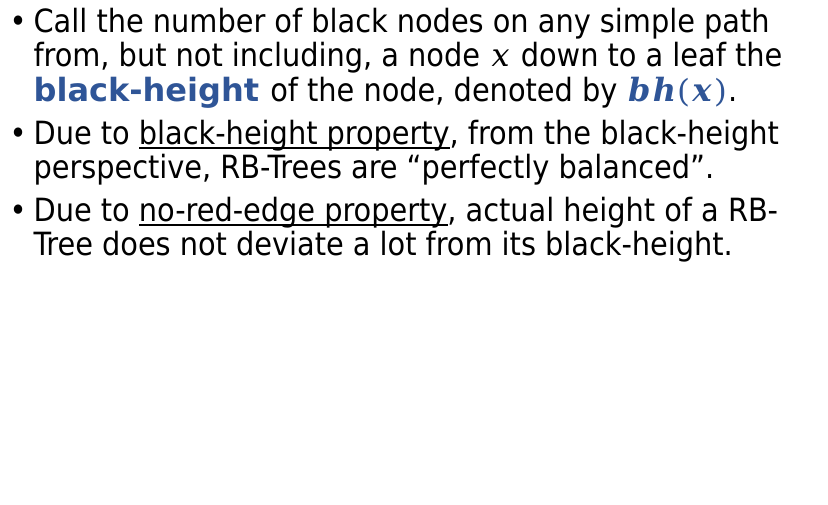 • Call the number of black nodes on any simple path
from, but not including, a node x down to a leaf the
black-height of the node, denoted by bh(x).
• Due to black-height property, from the black-height
perspective, RB-Trees are “perfectly balanced”.
• Due to no-red-edge property, actual height of a RB-
Tree does not deviate a lot from its black-height.